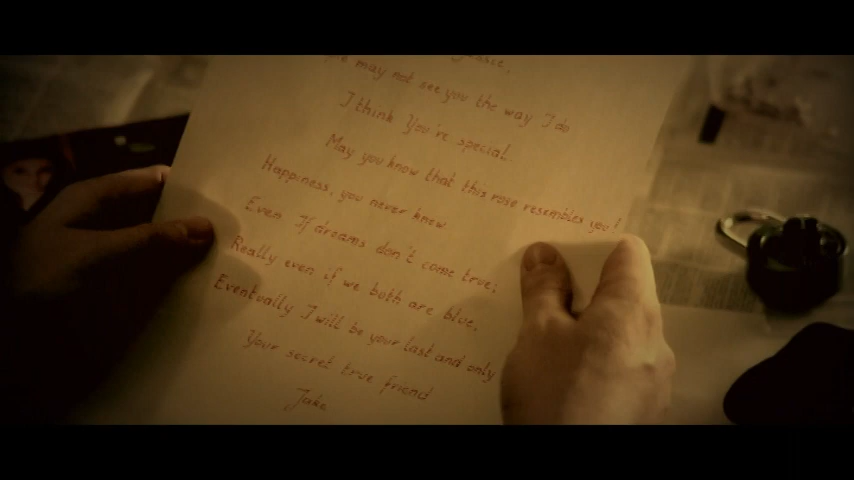 may not see you the way I do
I think You're special.
May you know that this rose resembles you!
Happiness, you never knew.
Even If dreams don't come true;
Really even if we both are blue,
Eventually I will be your last and only
Your secret true friend
Jake